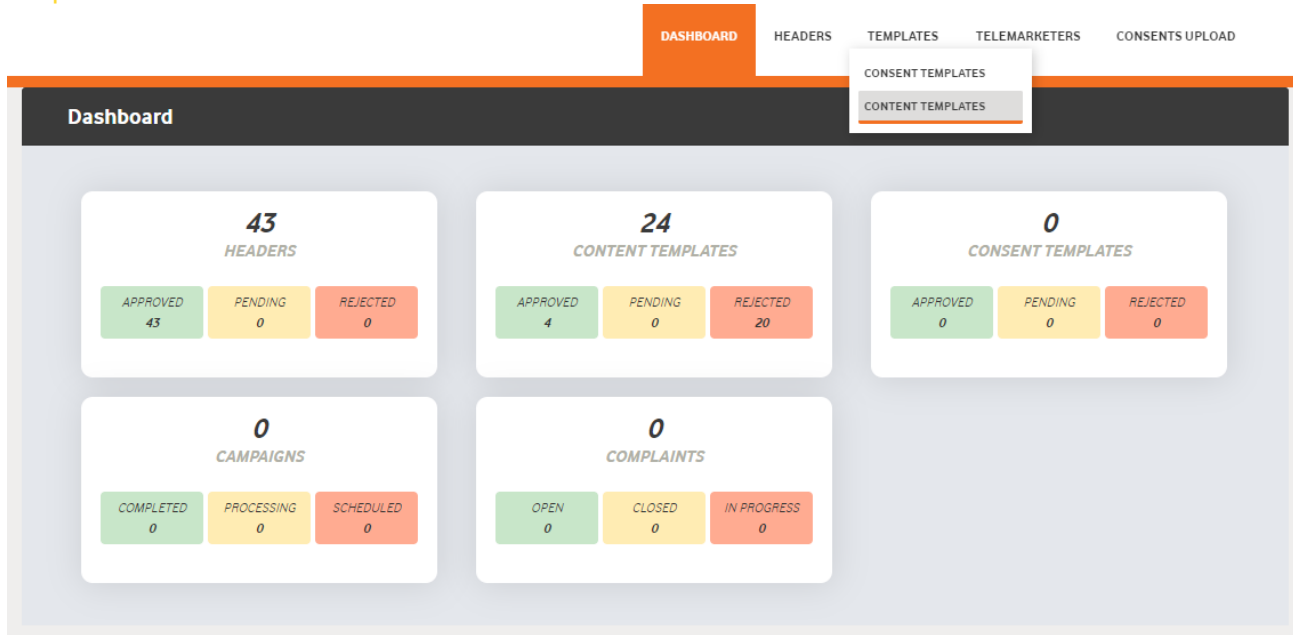 DASHBOARD HEADERS TEMPLATES TELEMARKETERS CONSENTS UPLOAD
CONSENT TEMPLATES
CONTENT TEMPLATES
Dashboard
43
HEADERS
APPROVED PENDING REJECTED
43 0 0
24
CONTENT TEMPLATES
APPROVED PENDING REJECTED
4 0 20
0
CONSENT TEMPLATES
APPROVED PENDING REJECTED
0 0 0
0
CAMPAIGNS
COMPLETED PROCESSING SCHEDULED
0 0 0
0
COMPLAINTS
OPEN CLOSED IN PROGRESS
0 0 0